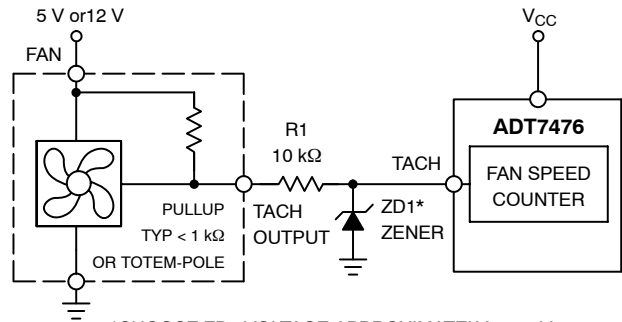 5 V or12 V
VCC
FAN
ADT7476
R1
10 kΩ
TACH
FAN SPEED
COUNTER
PULLUP
TYP < 1 kΩ
OR TOTEM-POLE
TACH
OUTPUT
ZD1*
ZENER